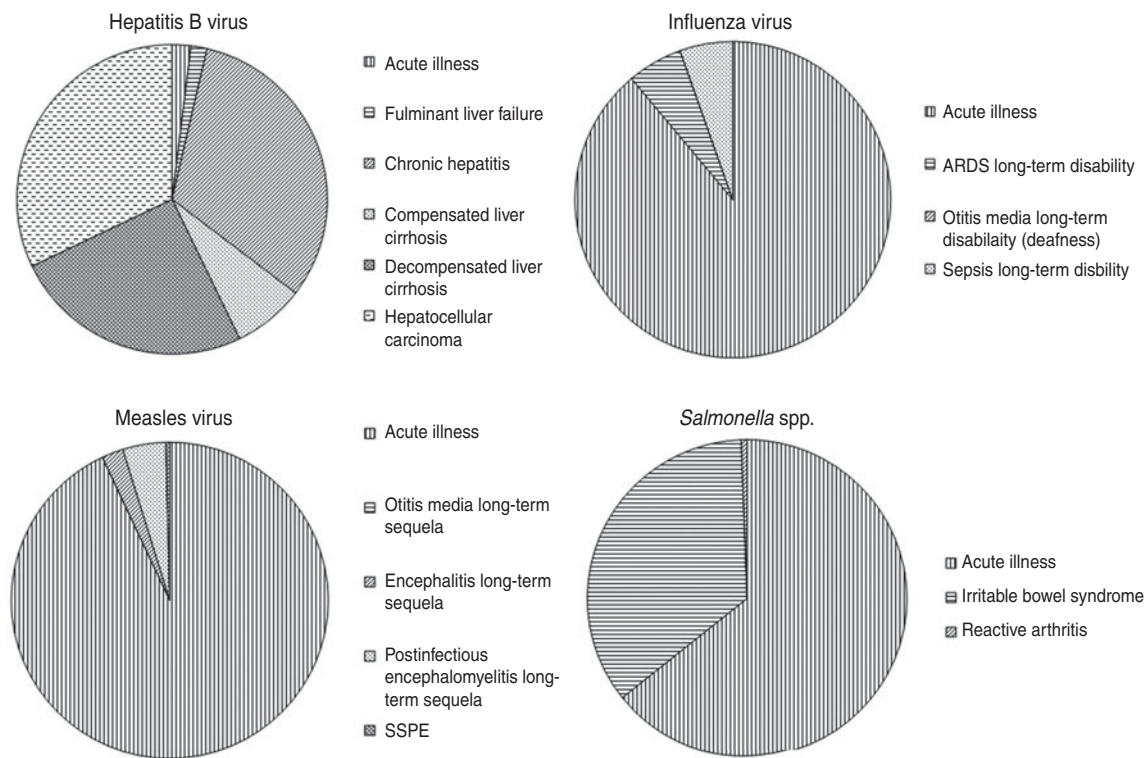 Hepatitis B virus
Acute illness
Fulminant liver failure
Chronic hepatitis
Compensated liver
cirrhosis
Decompensated liver
cirrhosis
Hepatocellular
carcinoma
Influenza virus
Acute illness
ARDS long-term disability
Otitis media long-term
disabilaity (deafness)
Sepsis long-term disbility
Measles virus
Acute illness
Otitis media long-term
sequela
Encephalitis long-term
sequela
Postinfectious
encephalomyelitis long-
term sequela
SSPE
Salmonella spp.
Acute illness
Irritable bowel syndrome
Reactive arthritis